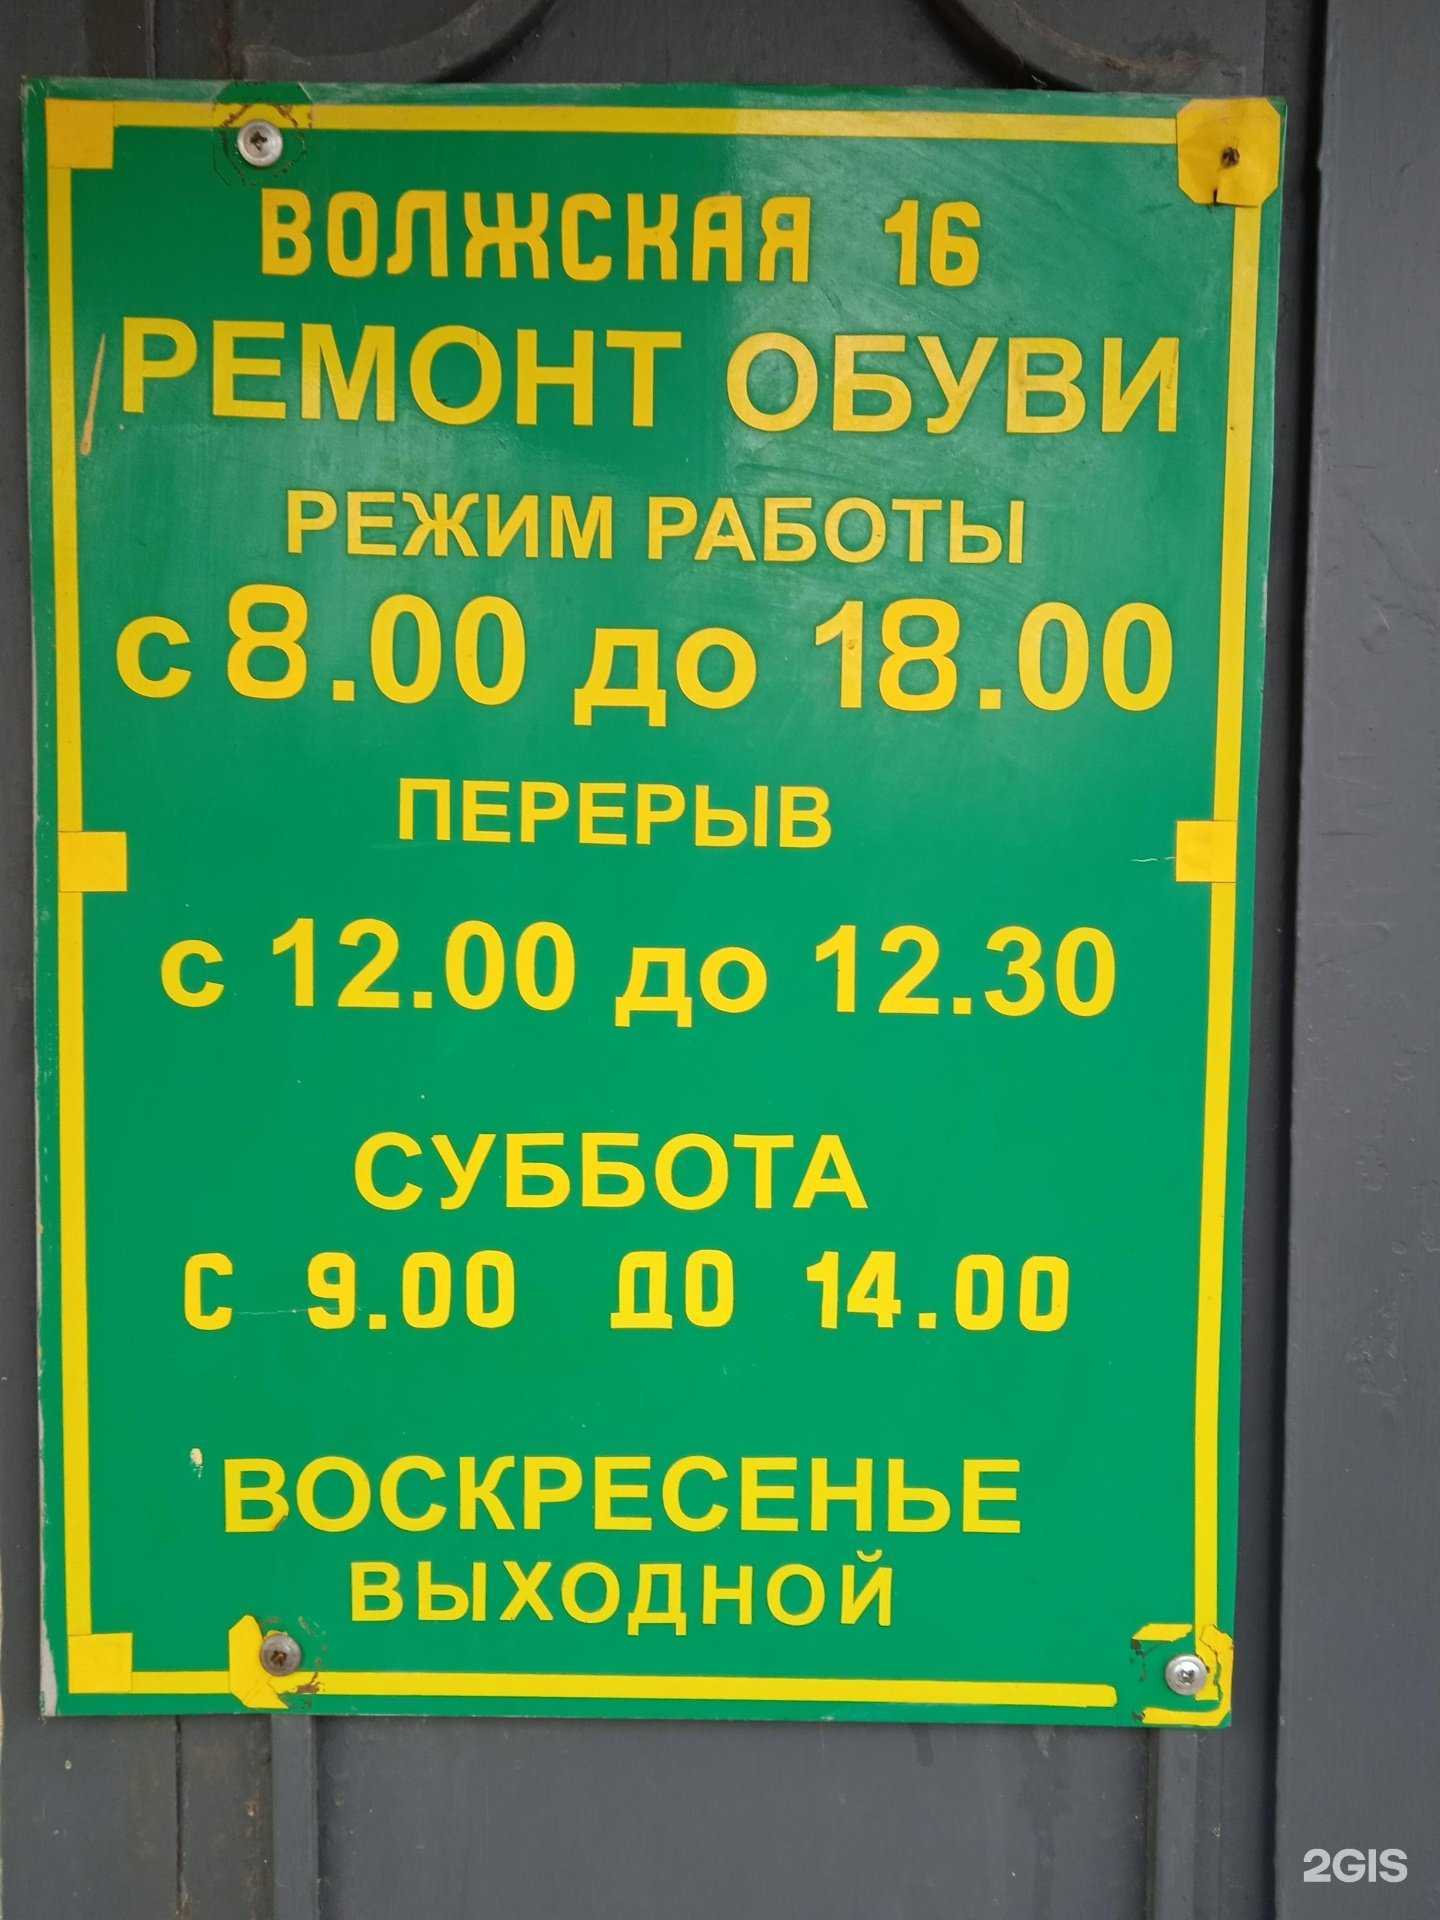 ВОЛЖСКАЯ 16
РЕМОНТ ОБУВИ
РЕЖИМ РАБОТЫ
с 8.00 до 18.00
ПЕРЕРЫВ
с 12.00 до 12.30
СУББОТА
С 9.00 ДО 14.00
ВОСКРЕСЕНЬЕ
ВЫХОДНОЙ
2GIS